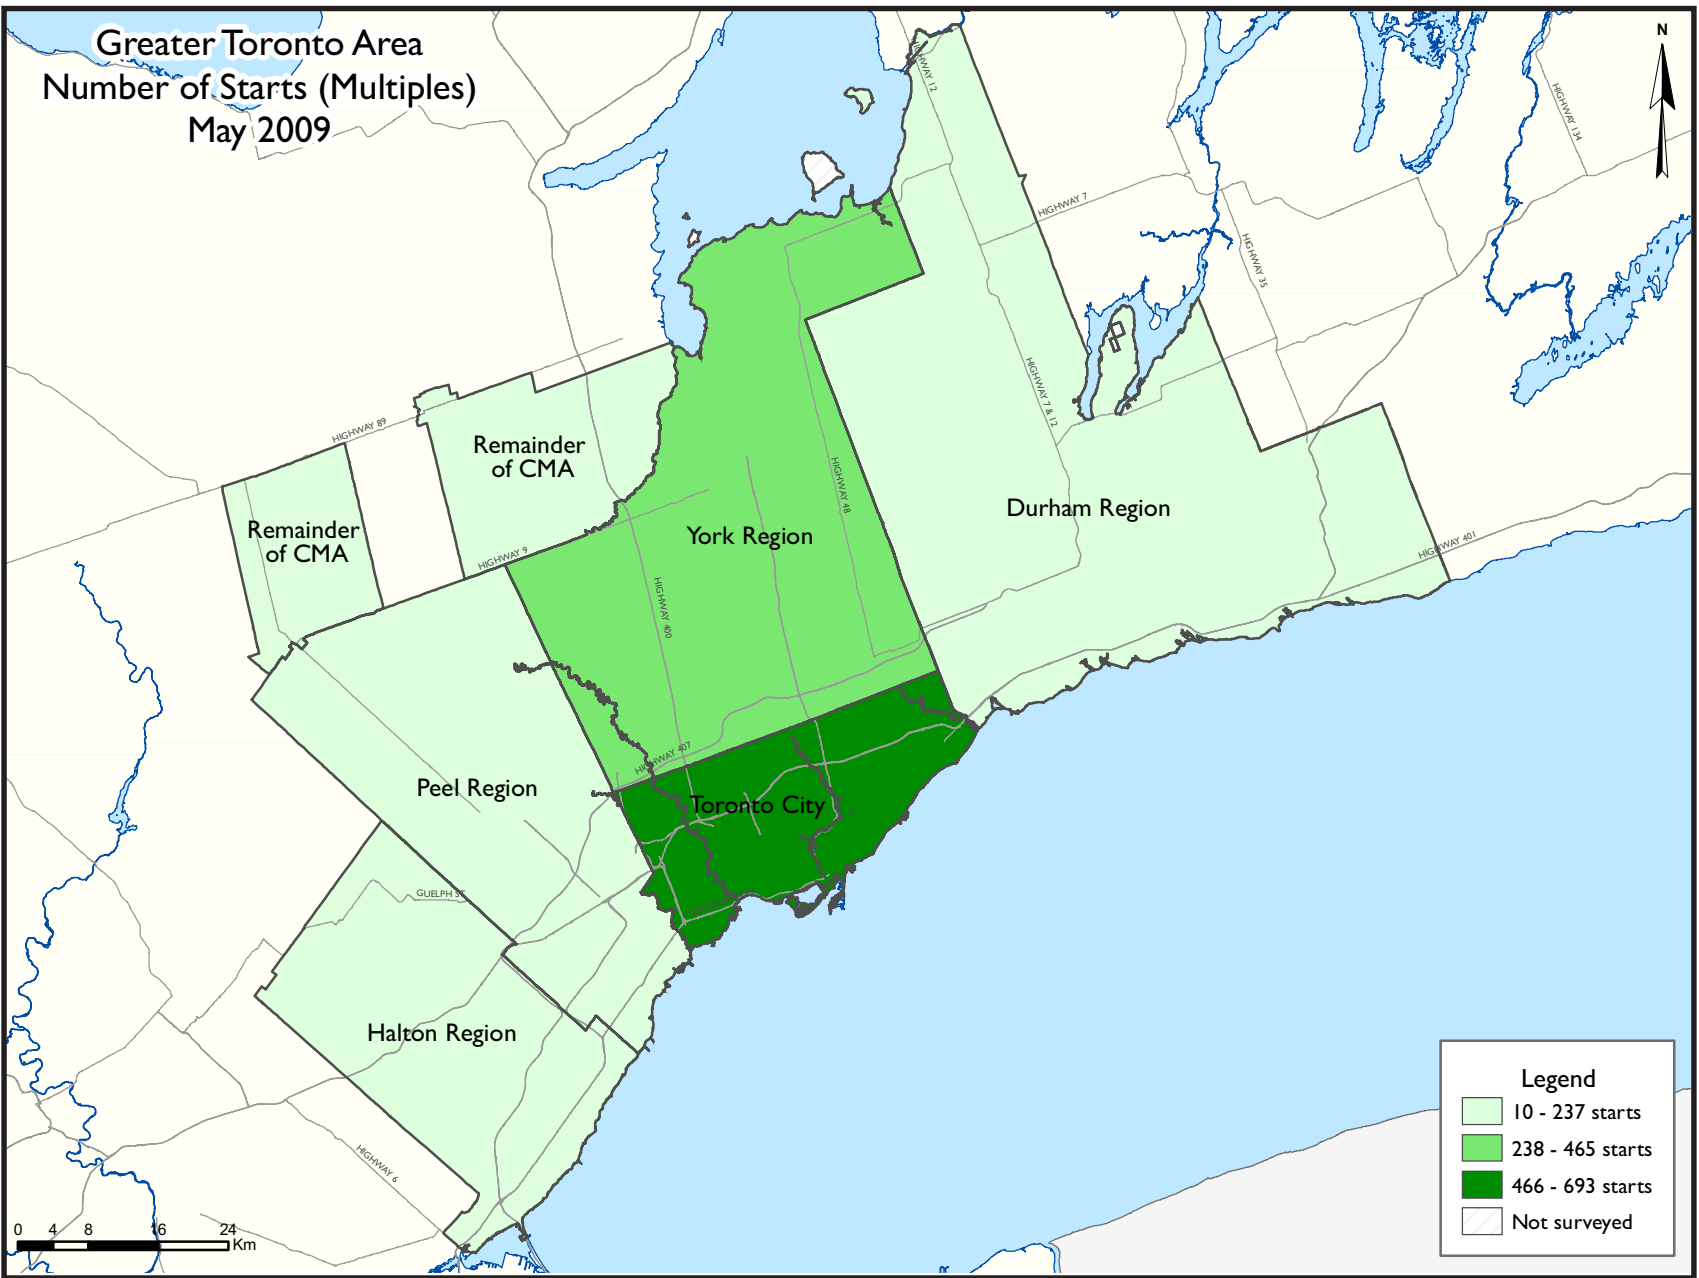 Greater Toronto Area
Number of Starts (Multiples)
May 2009
N
HIGHWAY 12
HIGHWAY 134
HIGHWAY 7
HIGHWAY 35
HIGHWAY 89
Remainder
of CMA
HIGHWAY 7 & 12
HIGHWAY 48
Durham Region
Remainder
of CMA
York Region
HIGHWAY 9
HIGHWAY 401
HIGHWAY 400
HIGHWAY 407
Peel Region
Toronto City
GUELPH ST
Halton Region
HIGHWAY 6
Legend
10 - 237 starts
238 - 465 starts
466 - 693 starts
Not surveyed
0 4 8 16 24
Km